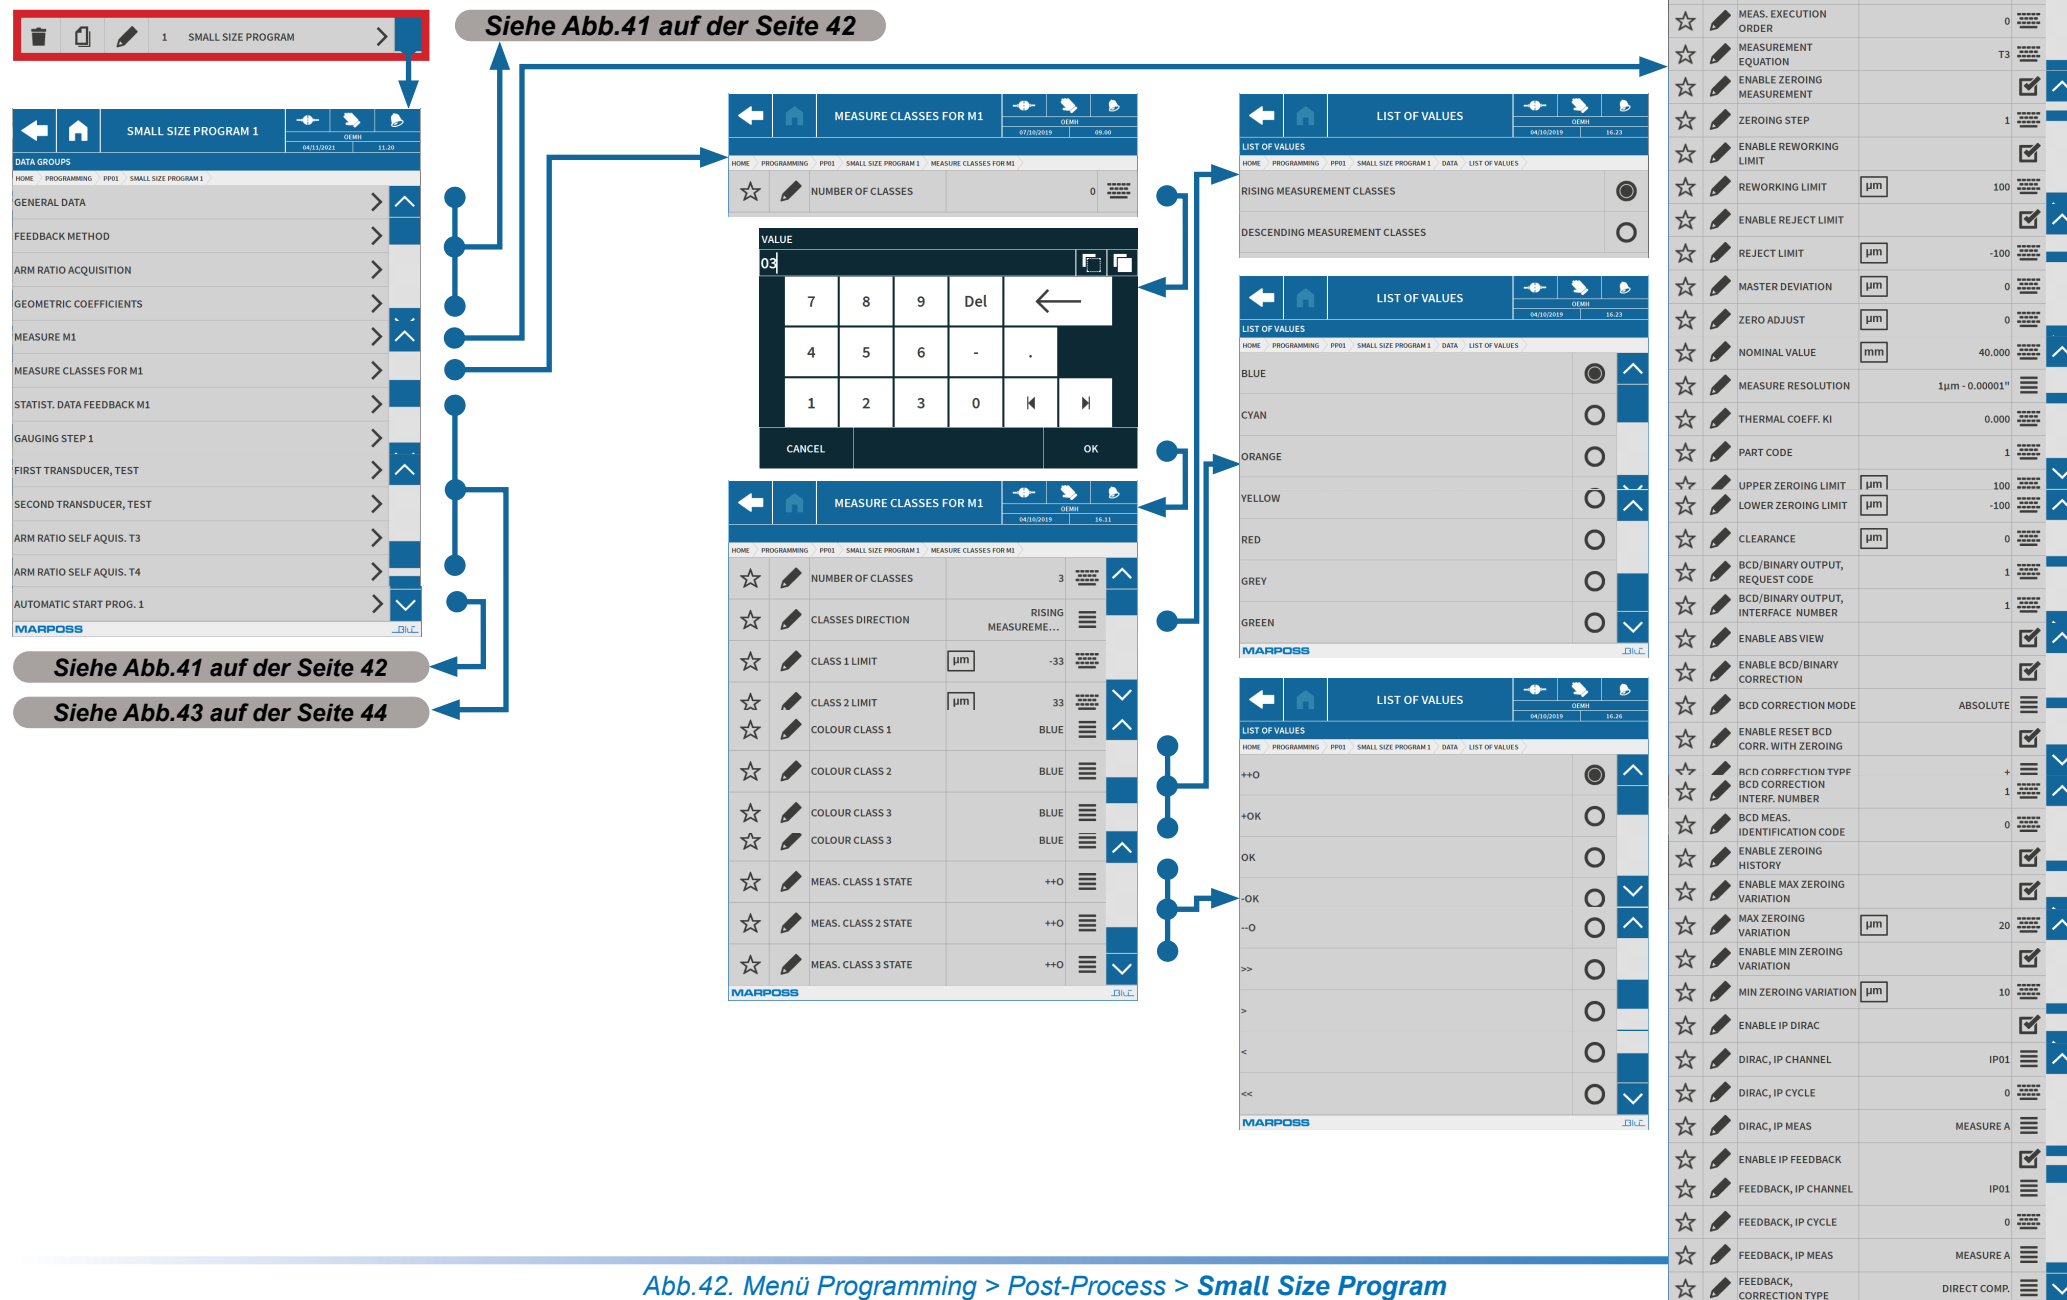 1 SMALL SIZE PROGRAM
Siehe Abb.41 auf der Seite 42
SMALL SIZE PROGRAM 1
OEMH
04/11/2021 11.20
DATA GROUPS
HOME PROGRAMMING PP01 SMALL SIZE PROGRAM 1
GENERAL DATA
FEEDBACK METHOD
ARM RATIO ACQUISITION
GEOMETRIC COEFFICIENTS
MEASURE M1
MEASURE CLASSES FOR M1
STATIST. DATA FEEDBACK M1
GAUGING STEP 1
FIRST TRANSDUCER, TEST
SECOND TRANSDUCER, TEST
ARM RATIO SELF AQUIS. T3
ARM RATIO SELF AQUIS. T4
AUTOMATIC START PROG. 1
MARPOSS BLUE
Siehe Abb.41 auf der Seite 42
Siehe Abb.43 auf der Seite 44
MEASURE CLASSES FOR M1
OEMH
07/10/2019 09.00
HOME PROGRAMMING PP01 SMALL SIZE PROGRAM 1 MEASURE CLASSES FOR M1
NUMBER OF CLASSES 0
VALUE
03
7 8 9 Del
4 5 6 - .
1 2 3 0
CANCEL OK
MEASURE CLASSES FOR M1
OEMH
04/10/2019 16.11
HOME PROGRAMMING PP01 SMALL SIZE PROGRAM 1 MEASURE CLASSES FOR M1
NUMBER OF CLASSES 3
CLASSES DIRECTION RISING MEASUREME...
CLASS 1 LIMIT µm -33
CLASS 2 LIMIT µm 33
COLOUR CLASS 1 BLUE
COLOUR CLASS 2 BLUE
COLOUR CLASS 3 BLUE
COLOUR CLASS 3 BLUE
MEAS. CLASS 1 STATE ++O
MEAS. CLASS 2 STATE ++O
MEAS. CLASS 3 STATE ++O
MARPOSS BLUE
LIST OF VALUES
OEMH
04/10/2019 16.23
LIST OF VALUES
HOME PROGRAMMING PP01 SMALL SIZE PROGRAM 1 DATA LIST OF VALUES
RISING MEASUREMENT CLASSES
DESCENDING MEASUREMENT CLASSES
LIST OF VALUES
OEMH
04/10/2019 16.23
LIST OF VALUES
HOME PROGRAMMING PP01 SMALL SIZE PROGRAM 1 DATA LIST OF VALUES
BLUE
CYAN
ORANGE
YELLOW
RED
GREY
GREEN
MARPOSS BLUE
LIST OF VALUES
OEMH
04/10/2019 16.26
LIST OF VALUES
HOME PROGRAMMING PP01 SMALL SIZE PROGRAM 1 DATA LIST OF VALUES
++O
+OK
OK
-OK
--O
>>
>
<
<<
MARPOSS BLUE
MEAS. EXECUTION ORDER 0
MEASUREMENT EQUATION T3
ENABLE ZEROING MEASUREMENT
ZEROING STEP 1
ENABLE REWORKING LIMIT
REWORKING LIMIT µm 100
ENABLE REJECT LIMIT
REJECT LIMIT µm -100
MASTER DEVIATION µm 0
ZERO ADJUST µm 0
NOMINAL VALUE mm 40.000
MEASURE RESOLUTION 1µm - 0.00001"
THERMAL COEFF. KI 0.000
PART CODE 1
UPPER ZEROING LIMIT µm 100
LOWER ZEROING LIMIT µm -100
CLEARANCE µm 0
BCD/BINARY OUTPUT, REQUEST CODE 1
BCD/BINARY OUTPUT, INTERFACE NUMBER 1
ENABLE ABS VIEW
ENABLE BCD/BINARY CORRECTION
BCD CORRECTION MODE ABSOLUTE
ENABLE RESET BCD CORR. WITH ZEROING
BCD CORRECTION TYPE +
BCD CORRECTION INTERF. NUMBER 1
BCD MEAS. IDENTIFICATION CODE 0
ENABLE ZEROING HISTORY
ENABLE MAX ZEROING VARIATION
MAX ZEROING VARIATION µm 20
ENABLE MIN ZEROING VARIATION
MIN ZEROING VARIATION µm 10
ENABLE IP DIRAC
DIRAC, IP CHANNEL IP01
DIRAC, IP CYCLE 0
DIRAC, IP MEAS MEASURE A
ENABLE IP FEEDBACK
FEEDBACK, IP CHANNEL IP01
FEEDBACK, IP CYCLE 0
FEEDBACK, IP MEAS MEASURE A
FEEDBACK, CORRECTION TYPE DIRECT COMP.
Abb.42. Menü Programming > Post-Process > Small Size Program